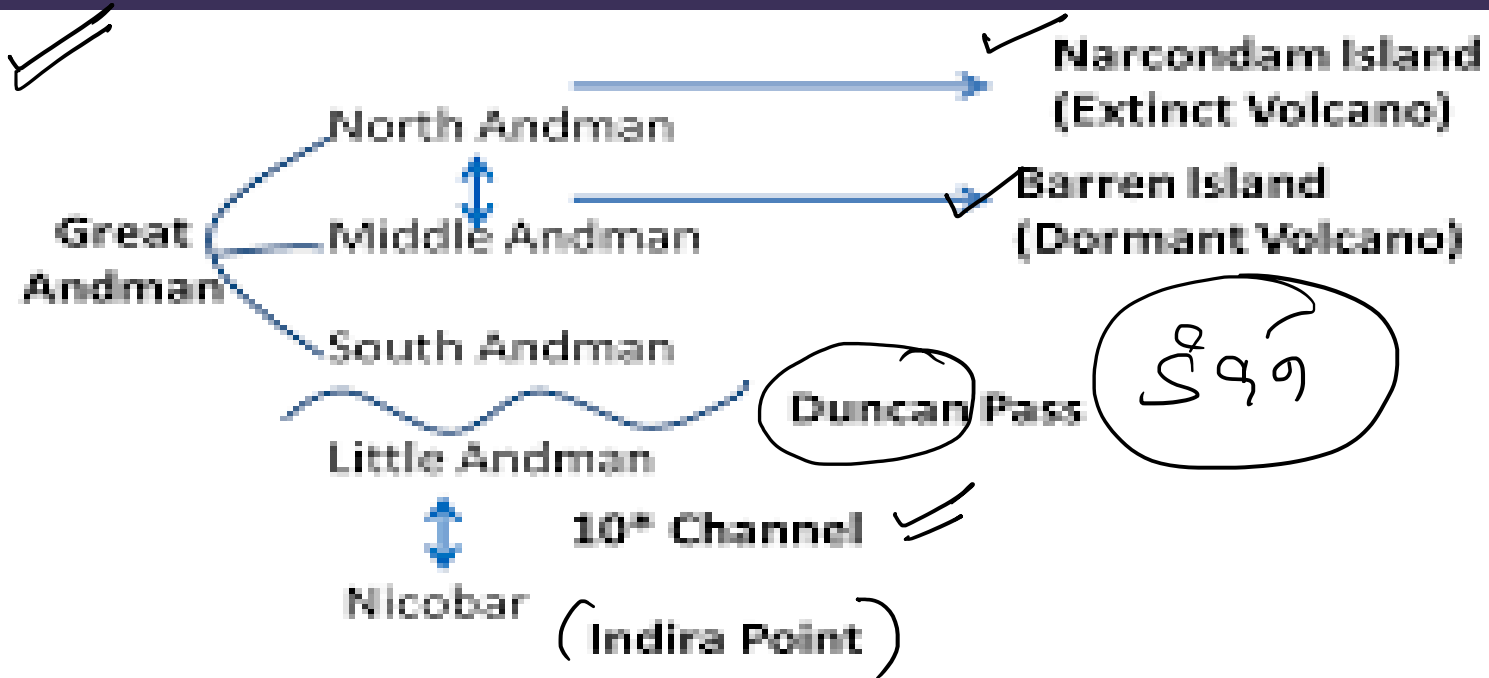 Narcondam Island
(Extinct Volcano)
North Andman
Barren Island
(Dormant Volcano)
Middle Andman
Great
Andman
South Andman
Duncan Pass
Little Andman
10° Channel
Nicobar
(Indira Point)